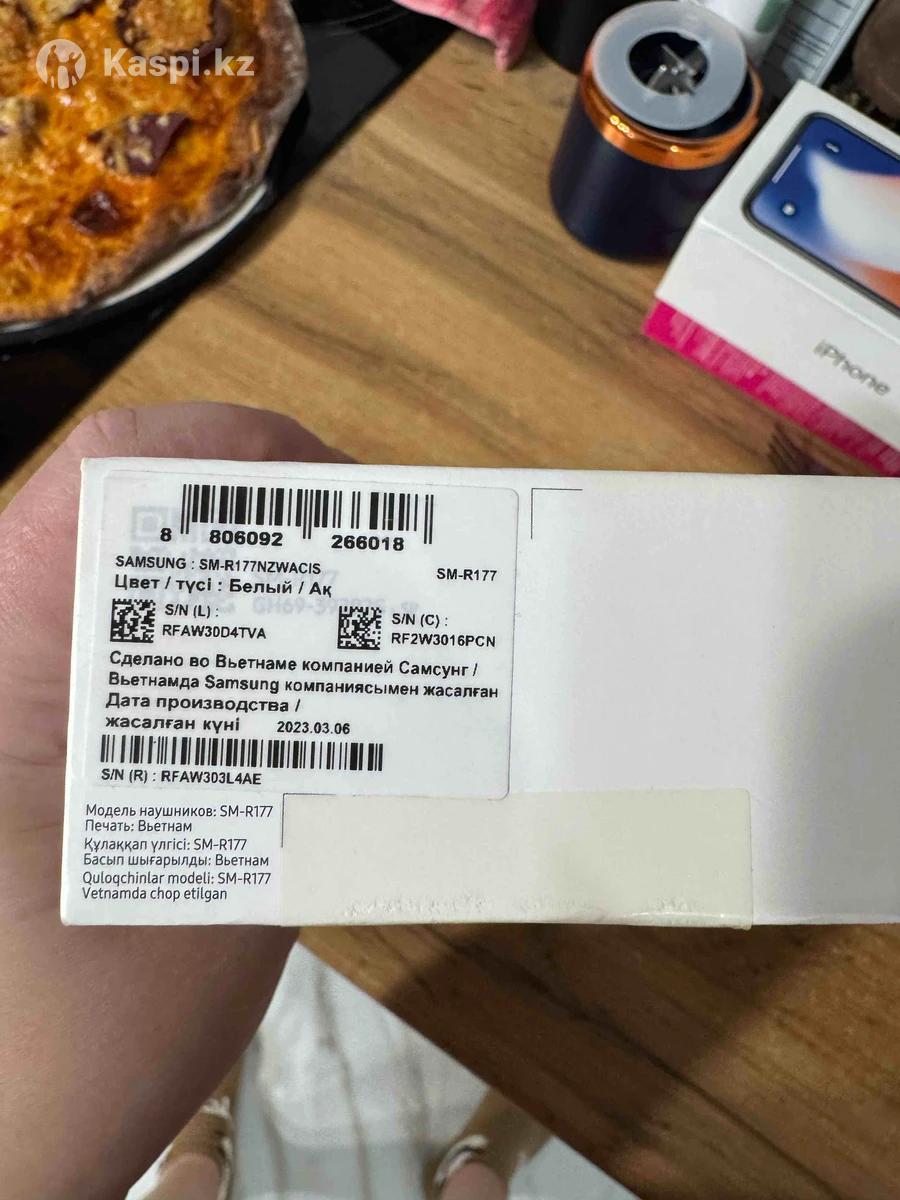 Kaspi.kz
iPhone
8 806092 266018
SAMSUNG : SM-R177NZWACIS
SM-R177
Цвет / түсі : Белый / Ақ
S/N (L) :
RFAW30D4TVA
S/N (C) :
RF2W3016PCN
Сделано во Вьетнаме компанией Самсунг /
Вьетнамда Samsung компаниясымен жасалған
Дата производства /
жасалған күні 2023.03.06
S/N (R) : RFAW303L4AE
Модель наушников: SM-R177
Печать: Вьетнам
Құлаққап үлгісі: SM-R177
Басып шығарылды: Вьетнам
Quloqchinlar modeli: SM-R177
Vetnamda chop etilgan